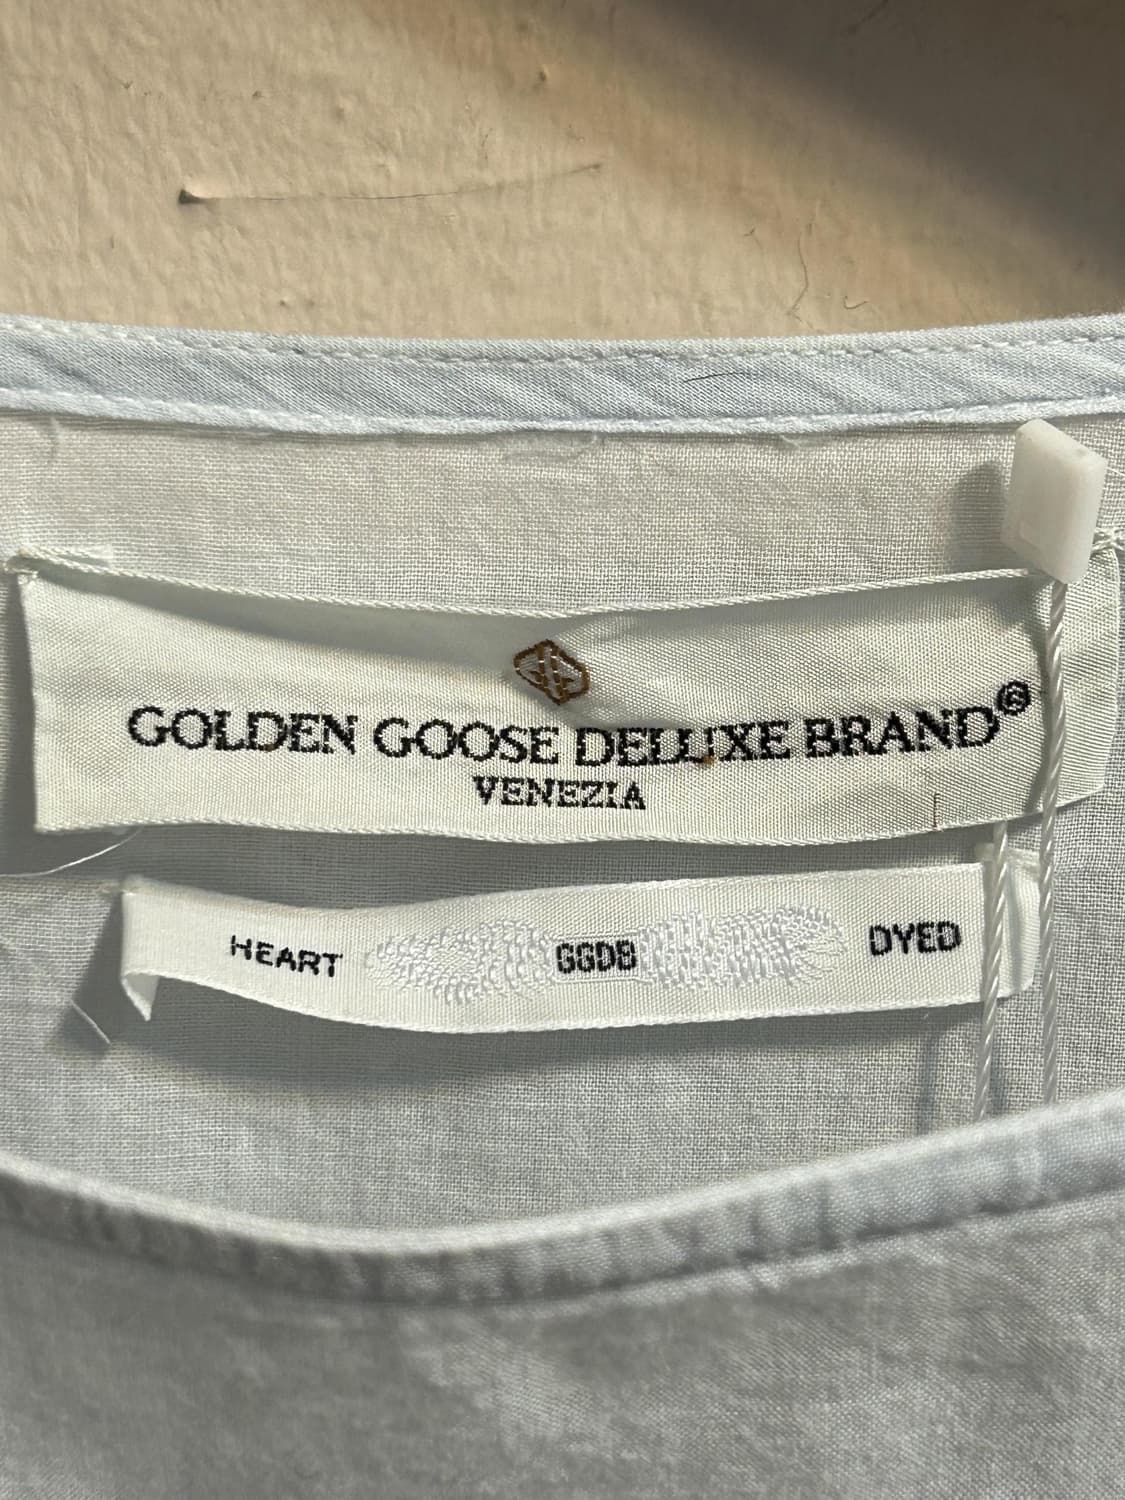 GOLDEN GOOSE DELUXE BRAND®
VENEZIA
HEART GGDB DYED